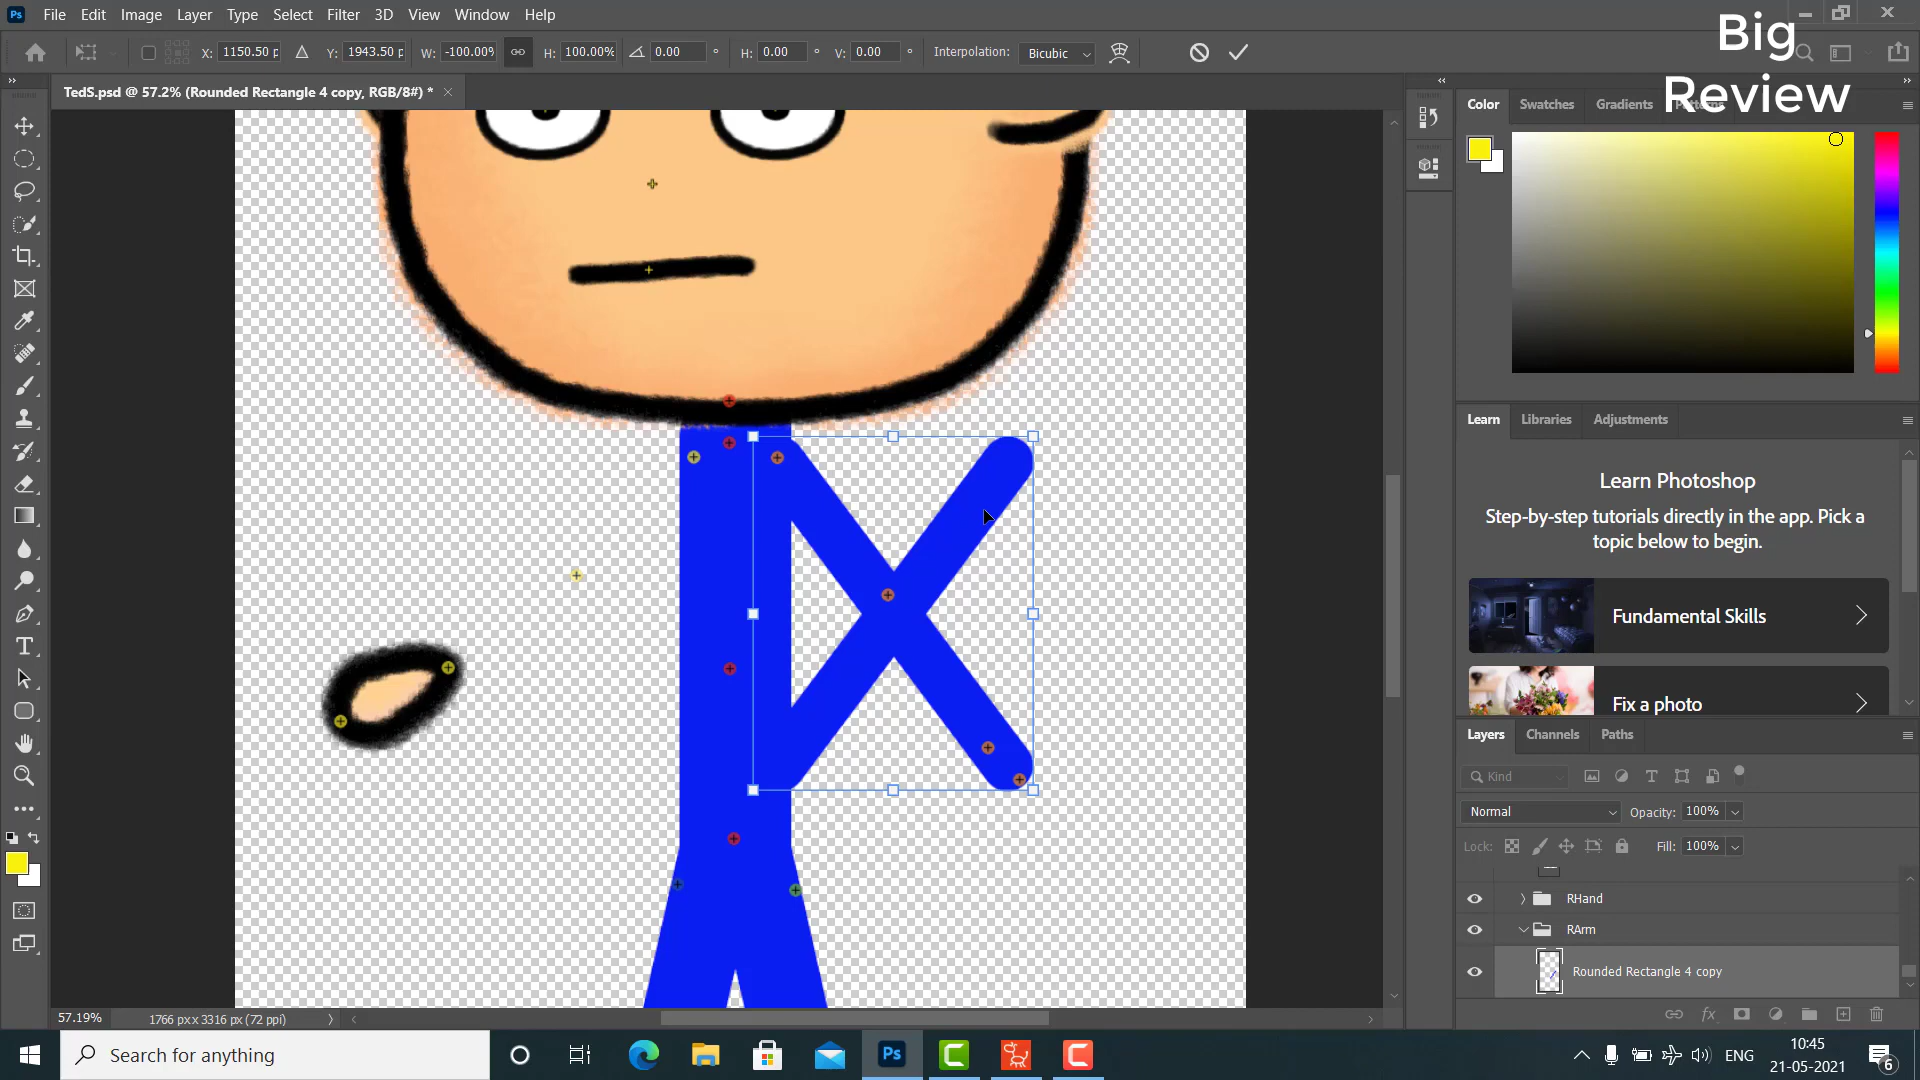 Ps File Edit Image Layer Type Select Filter 3D View Window Help
Big
Review
X: 1150.50 p Y: 1943.50 p W: -100.00% H: 100.00% 0.00 ° H: 0.00 ° V: 0.00 ° Interpolation: Bicubic
TedS.psd @ 57.2% (Rounded Rectangle 4 copy, RGB/8#) * ×
Color Swatches Gradients Patterns
Learn Libraries Adjustments
Learn Photoshop
Step-by-step tutorials directly in the app. Pick a
topic below to begin.
Fundamental Skills
Fix a photo
Layers Channels Paths
Kind
Normal Opacity: 100%
Lock: Fill: 100%
RHand
RArm
Rounded Rectangle 4 copy
57.19% 1766 px x 3316 px (72 ppi)
Search for anything
Ps
ENG
10:45
21-05-2021
6